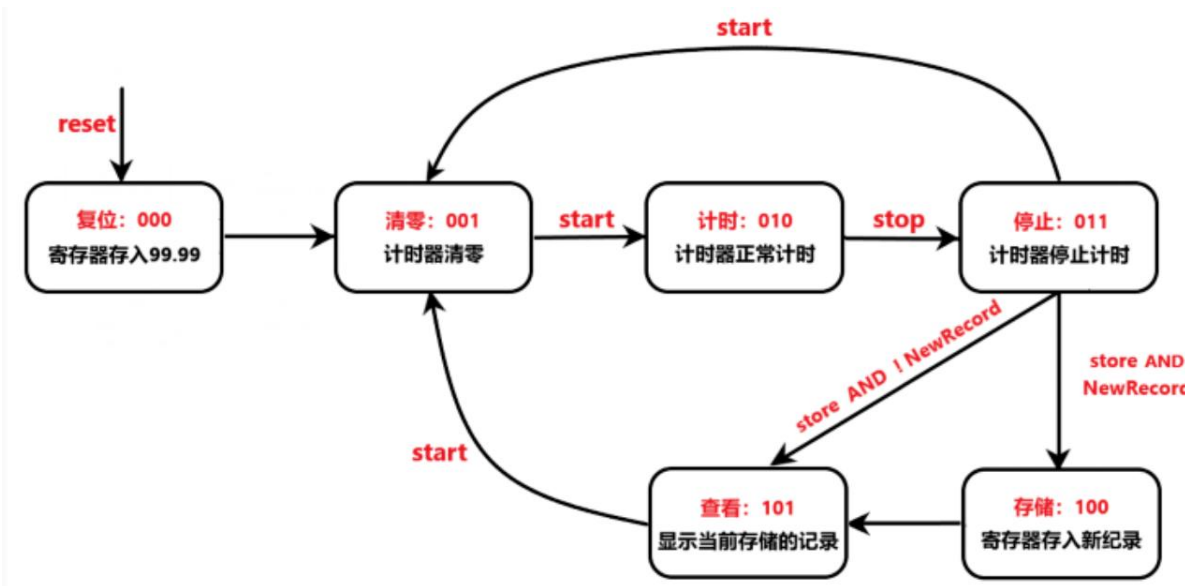 start
reset
复位：000
寄存器存入99.99
清零：001
计时器清零
start
计时：010
计时器正常计时
stop
停止：011
计时器停止计时
store AND ！NewRecord
store AND
NewRecord
start
查看：101
显示当前存储的记录
存储：100
寄存器存入新纪录